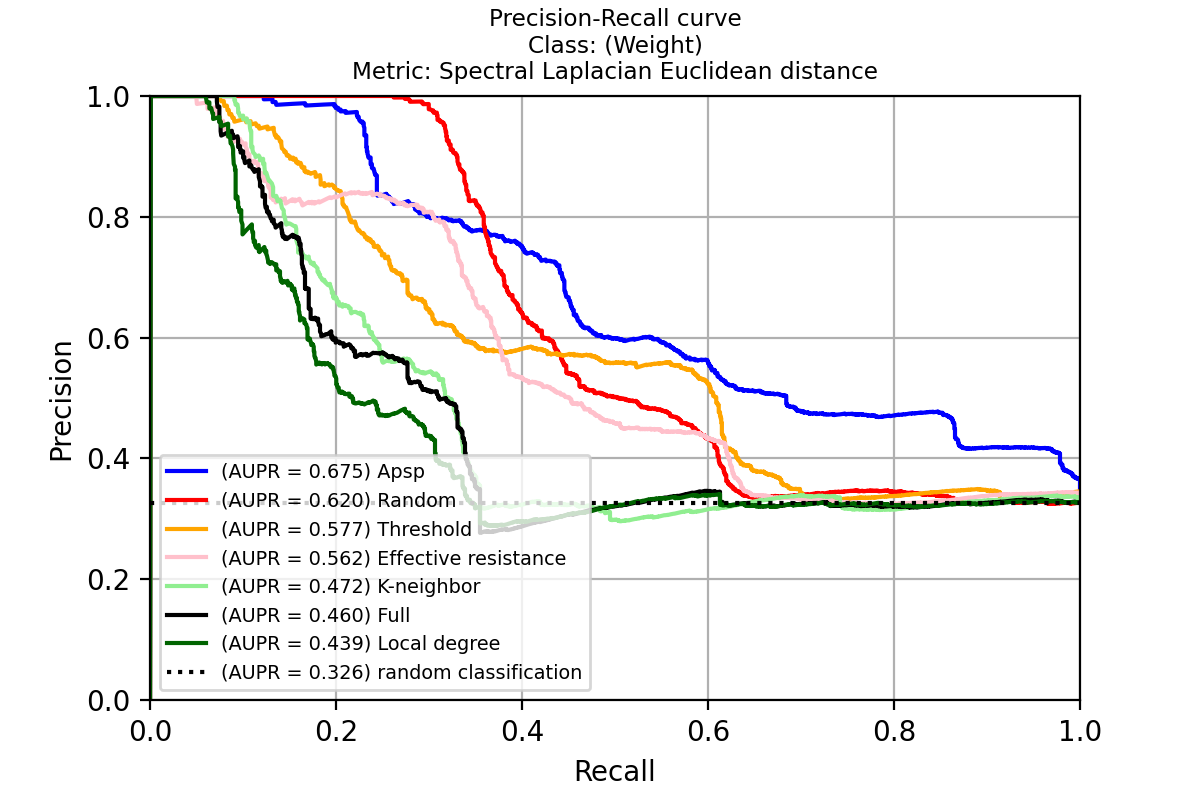 Precision-Recall curve
Class: (Weight)
Metric: Spectral Laplacian Euclidean distance
Precision
1.0
0.8
0.6
0.4
0.2
0.0
(AUPR = 0.675) Apsp
(AUPR = 0.620) Random
(AUPR = 0.577) Threshold
(AUPR = 0.562) Effective resistance
(AUPR = 0.472) K-neighbor
(AUPR = 0.460) Full
(AUPR = 0.439) Local degree
(AUPR = 0.326) random classification
0.0 0.2 0.4 0.6 0.8 1.0
Recall